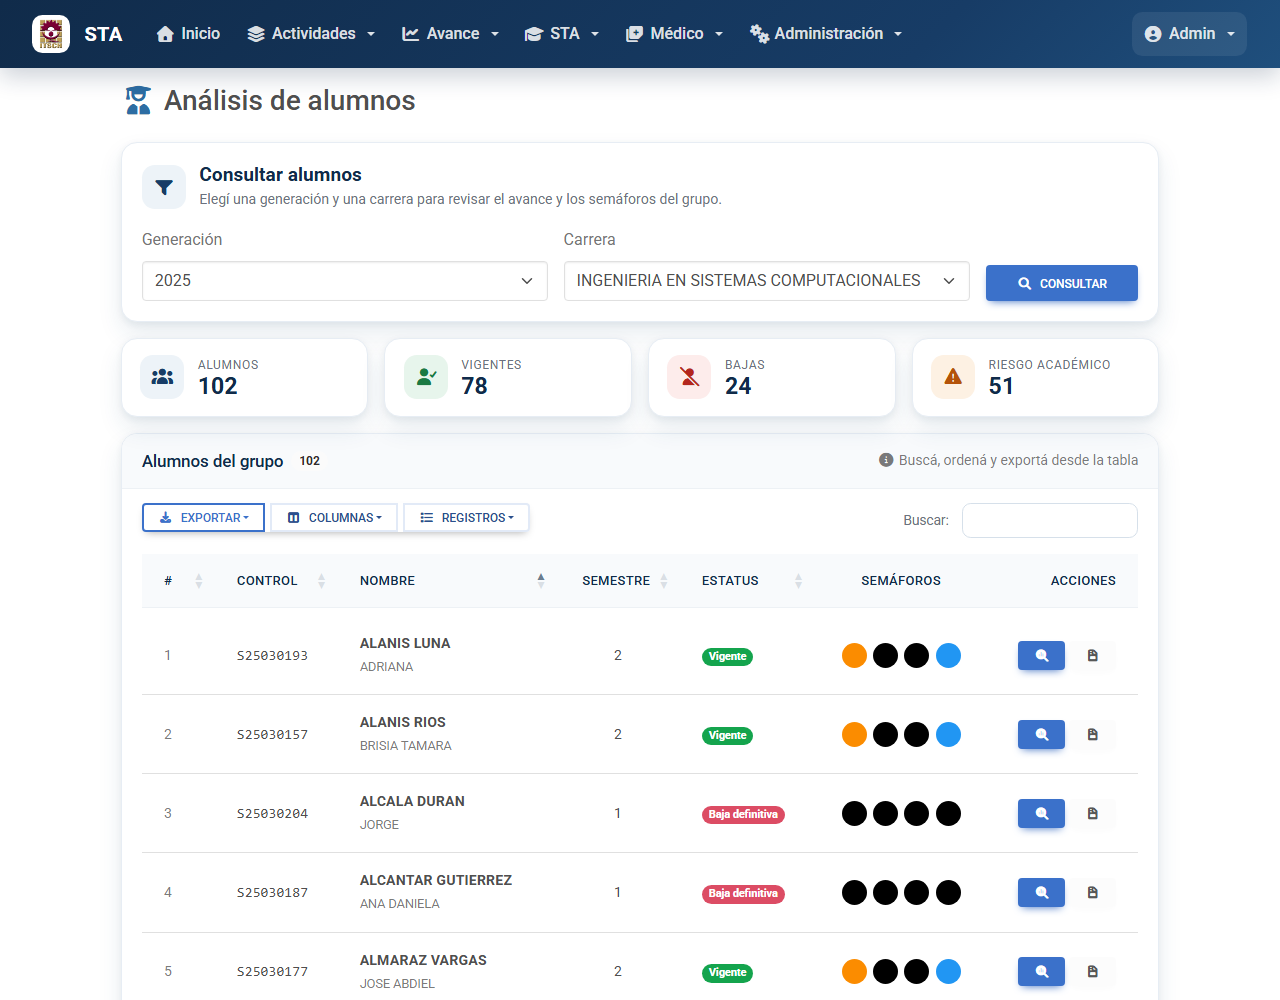 STA Inicio Actividades Avance STA Médico Administración Admin
Análisis de alumnos
Consultar alumnos
Elegí una generación y una carrera para revisar el avance y los semáforos del grupo.
Generación Carrera
2025 INGENIERIA EN SISTEMAS COMPUTACIONALES CONSULTAR
ALUMNOS VIGENTES BAJAS RIESGO ACADÉMICO
102 78 24 51
Alumnos del grupo 102 Buscá, ordená y exportá desde la tabla
EXPORTAR COLUMNAS REGISTROS Buscar:
# CONTROL NOMBRE SEMESTRE ESTATUS SEMÁFOROS ACCIONES
1 S25030193 ALANIS LUNA 2 Vigente
ADRIANA
2 S25030157 ALANIS RIOS 2 Vigente
BRISIA TAMARA
3 S25030204 ALCALA DURAN 1 Baja definitiva
JORGE
4 S25030187 ALCANTAR GUTIERREZ 1 Baja definitiva
ANA DANIELA
5 S25030177 ALMARAZ VARGAS 2 Vigente
JOSE ABDIEL